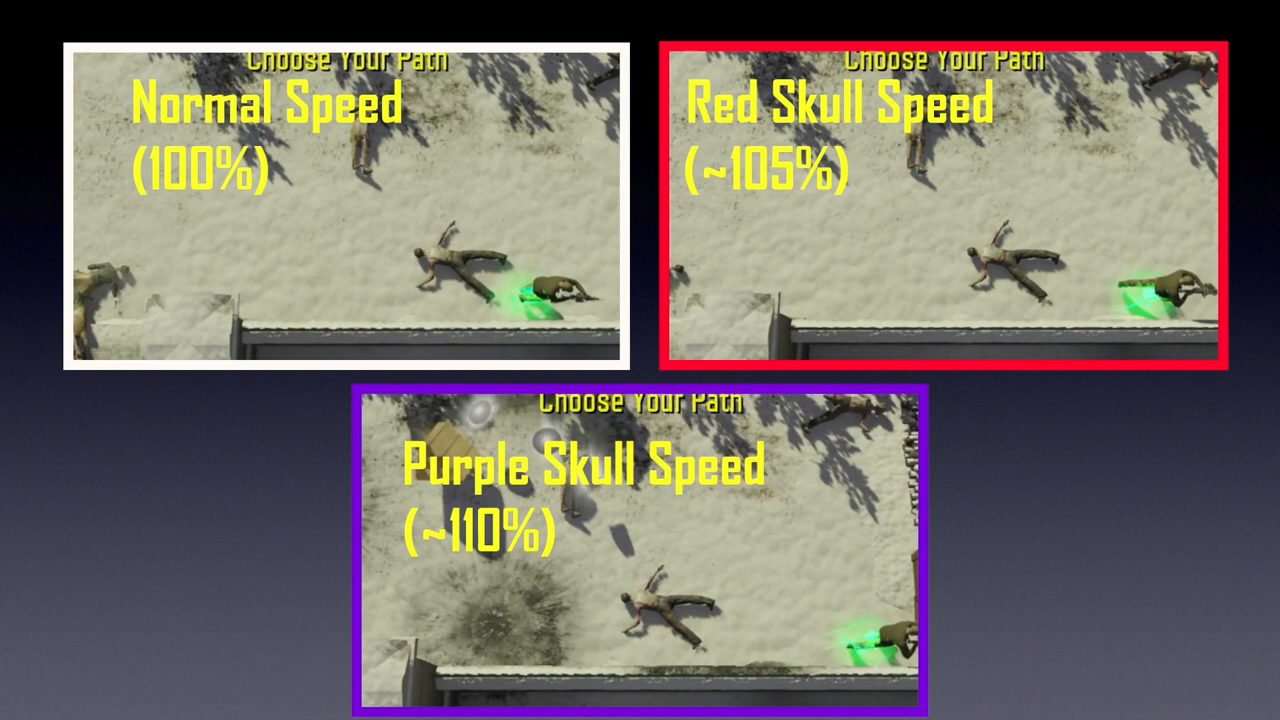 Choose Your Path
Normal Speed
(100%)
Choose Your Path
Red Skull Speed
(~105%)
Choose Your Path
Purple Skull Speed
(~110%)